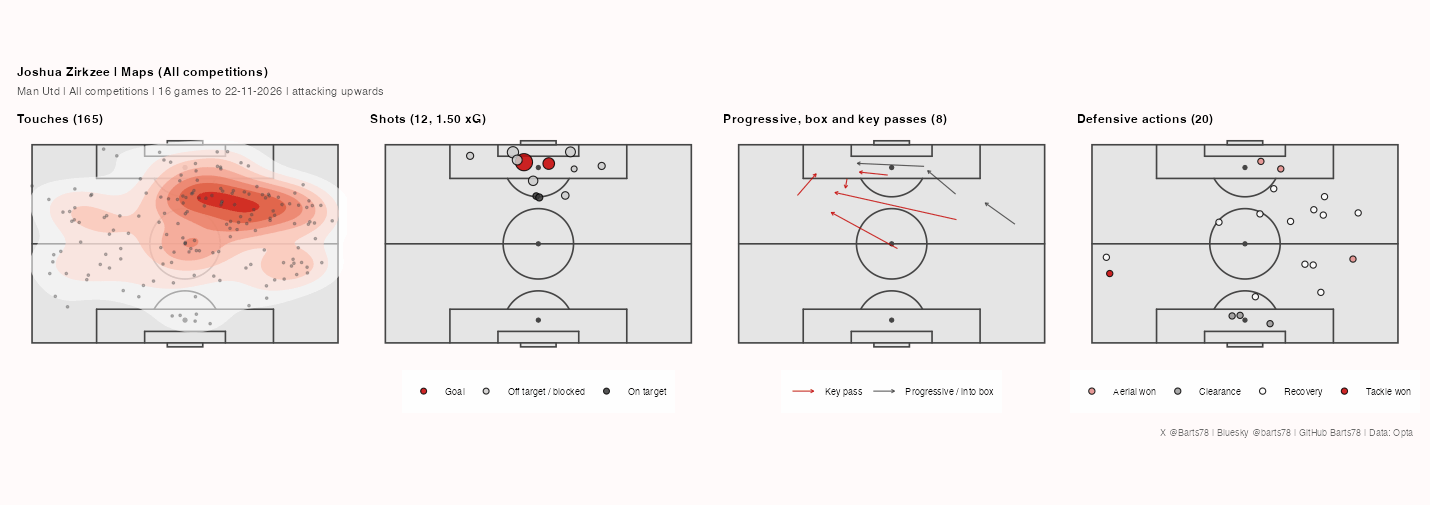 Joshua Zirkzee | Maps (All competitions)
Man Utd | All competitions | 16 games to 22-11-2026 | attacking upwards
Touches (165)
Shots (12, 1.50 xG)
Progressive, box and key passes (8)
Defensive actions (20)
Goal
Off target / blocked
On target
Key pass
Progressive / into box
Aerial won
Clearance
Recovery
Tackle won
X @Barts78 | Bluesky @barts78 | GitHub Barts78 | Data: Opta